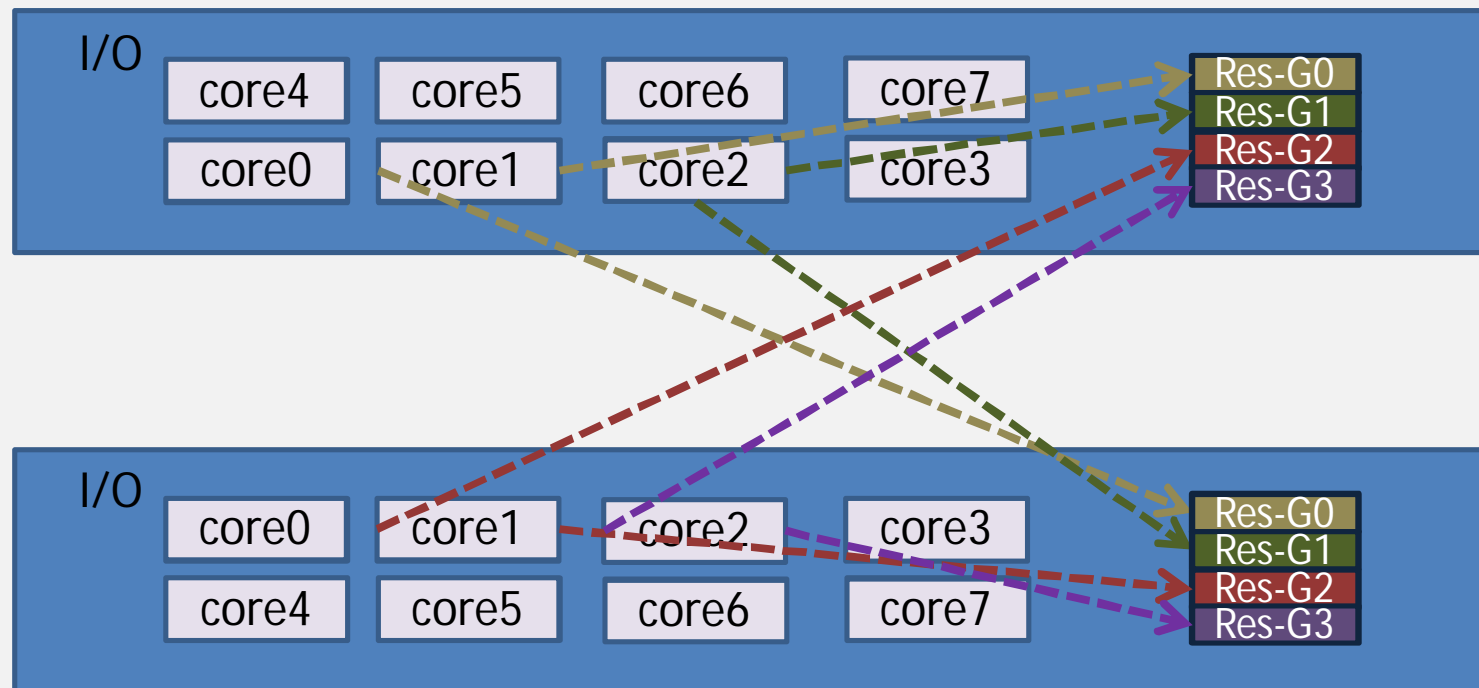 I/O
core4 core5 core6 core7 Res-G0
Res-G1
core0 core1 core2 core3 Res-G2
Res-G3
I/O
core0 core1 core2 core3 Res-G0
Res-G1
core4 core5 core6 core7 Res-G2
Res-G3